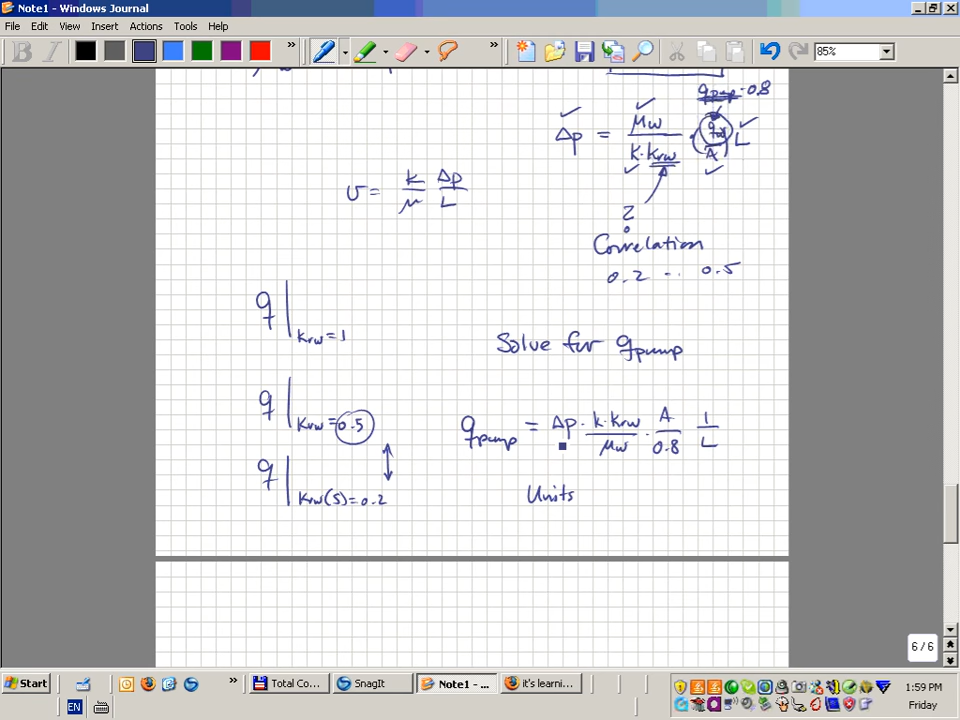 Note1 - Windows Journal
File Edit View Insert Actions Tools Help
B I U 85%
q_pump · 0.8
Δp = μw / (k · krw) · (qw / A) L
v = k/μ Δp/L
?
Correlation
0.2 ... 0.5
q | krw = 1
Solve for q_pump
q | krw = 0.5
q_pump = Δp · (k · krw / μw) · (A / 0.8) (1 / L)
q | krw(S) = 0.2
Units
6 / 6
Start Total Co... SnagIt Note1 - ... it's learni... 1:59 PM
EN Friday